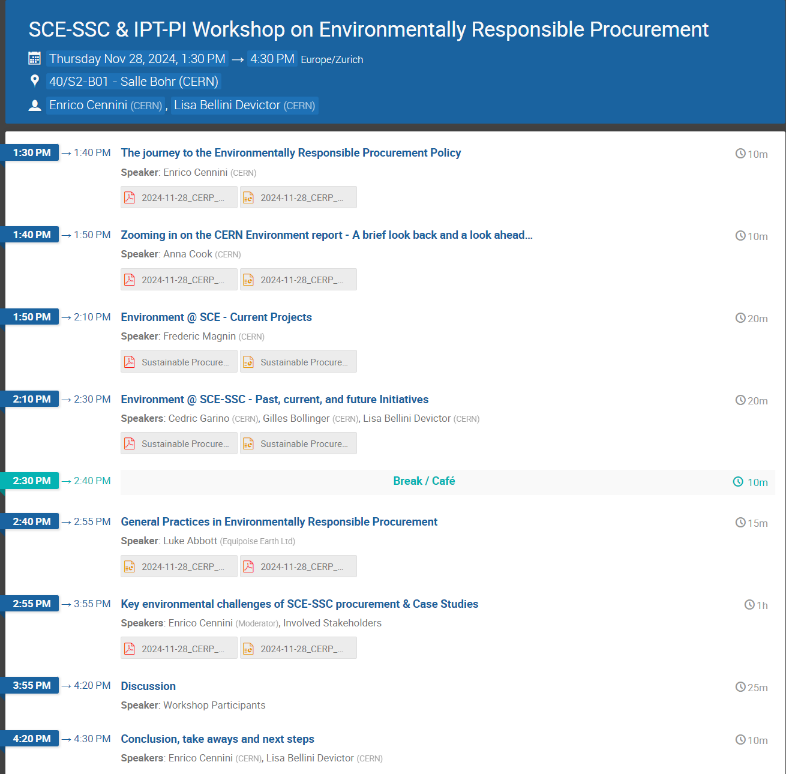 SCE-SSC & IPT-PI Workshop on Environmentally Responsible Procurement
Thursday Nov 28, 2024, 1:30 PM → 4:30 PM Europe/Zurich
40/S2-B01 - Salle Bohr (CERN)
Enrico Cennini (CERN) , Lisa Bellini Devictor (CERN)
1:30 PM → 1:40 PM The journey to the Environmentally Responsible Procurement Policy 10m
Speaker: Enrico Cennini (CERN)
2024-11-28_CERP_... 2024-11-28_CERP_...
1:40 PM → 1:50 PM Zooming in on the CERN Environment report - A brief look back and a look ahead... 10m
Speaker: Anna Cook (CERN)
2024-11-28_CERP_... 2024-11-28_CERP_...
1:50 PM → 2:10 PM Environment @ SCE - Current Projects 20m
Speaker: Frederic Magnin (CERN)
Sustainable Procure... Sustainable Procure...
2:10 PM → 2:30 PM Environment @ SCE-SSC - Past, current, and future Initiatives 20m
Speakers: Cedric Garino (CERN), Gilles Bollinger (CERN), Lisa Bellini Devictor (CERN)
Sustainable Procure... Sustainable Procure...
2:30 PM → 2:40 PM Break / Café 10m
2:40 PM → 2:55 PM General Practices in Environmentally Responsible Procurement 15m
Speaker: Luke Abbott (Equipoise Earth Ltd)
2024-11-28_CERP_... 2024-11-28_CERP_...
2:55 PM → 3:55 PM Key environmental challenges of SCE-SSC procurement & Case Studies 1h
Speakers: Enrico Cennini (Moderator), Involved Stakeholders
2024-11-28_CERP_... 2024-11-28_CERP_...
3:55 PM → 4:20 PM Discussion 25m
Speaker: Workshop Participants
4:20 PM → 4:30 PM Conclusion, take aways and next steps 10m
Speakers: Enrico Cennini (CERN), Lisa Bellini Devictor (CERN)